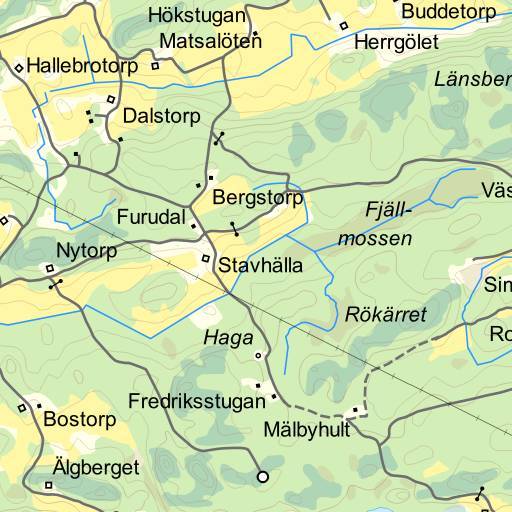 Hökstugan
Buddetorp
Matsalöten
Herrgölet
Hallebrotorp
Länsber
Dalstorp
Väs
Bergstorp
Furudal
Fjäll-
mossen
Nytorp
Stavhälla
Sim
Rökärret
Haga
Ro
Fredriksstugan
Bostorp
Mälbyhult
Älgberget